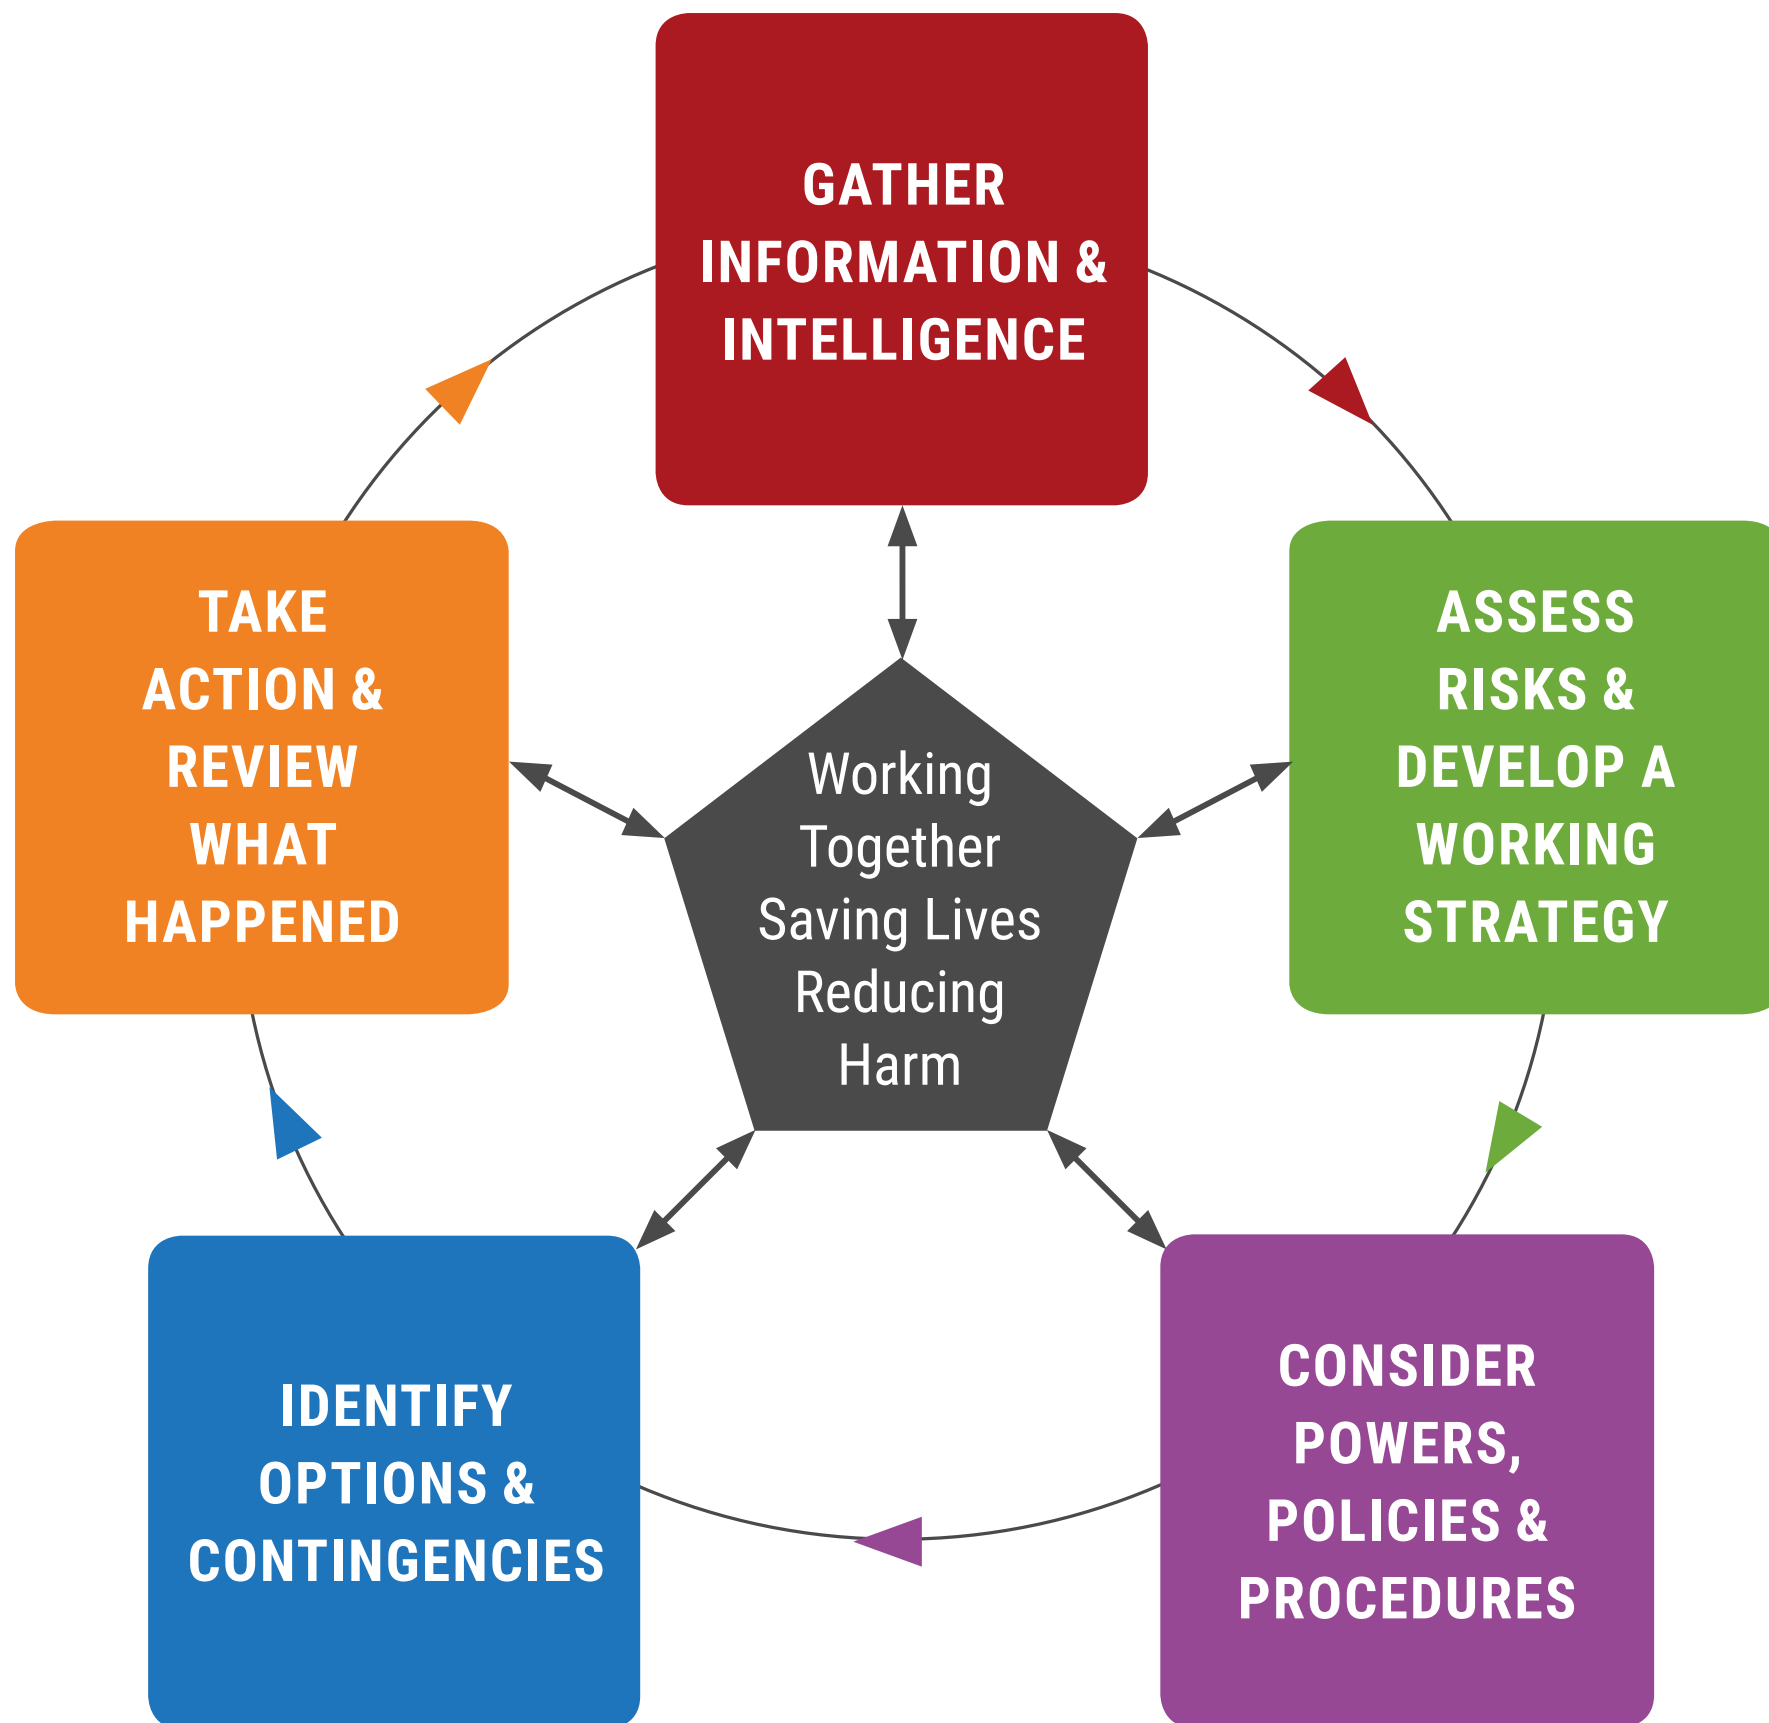 GATHER
INFORMATION &
INTELLIGENCE
ASSESS
RISKS &
DEVELOP A
WORKING
STRATEGY
CONSIDER
POWERS,
POLICIES &
PROCEDURES
IDENTIFY
OPTIONS &
CONTINGENCIES
TAKE
ACTION &
REVIEW
WHAT
HAPPENED
Working
Together
Saving Lives
Reducing
Harm